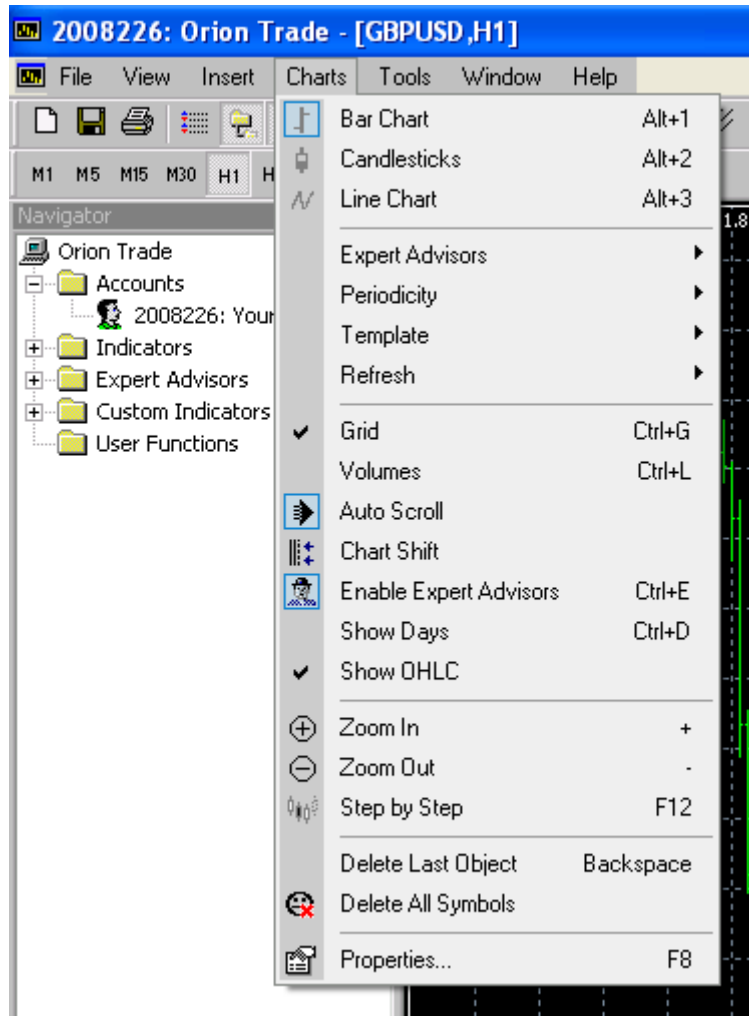 2008226: Orion Trade - [GBPUSD,H1]
File View Insert Charts Tools Window Help
M1 M5 M15 M30 H1 H
Navigator
Orion Trade
Accounts
2008226: Your
Indicators
Expert Advisors
Custom Indicators
User Functions
Bar Chart Alt+1
Candlesticks Alt+2
Line Chart Alt+3
Expert Advisors
Periodicity
Template
Refresh
Grid Ctrl+G
Volumes Ctrl+L
Auto Scroll
Chart Shift
Enable Expert Advisors Ctrl+E
Show Days Ctrl+D
Show OHLC
Zoom In +
Zoom Out -
Step by Step F12
Delete Last Object Backspace
Delete All Symbols
Properties... F8
1.8